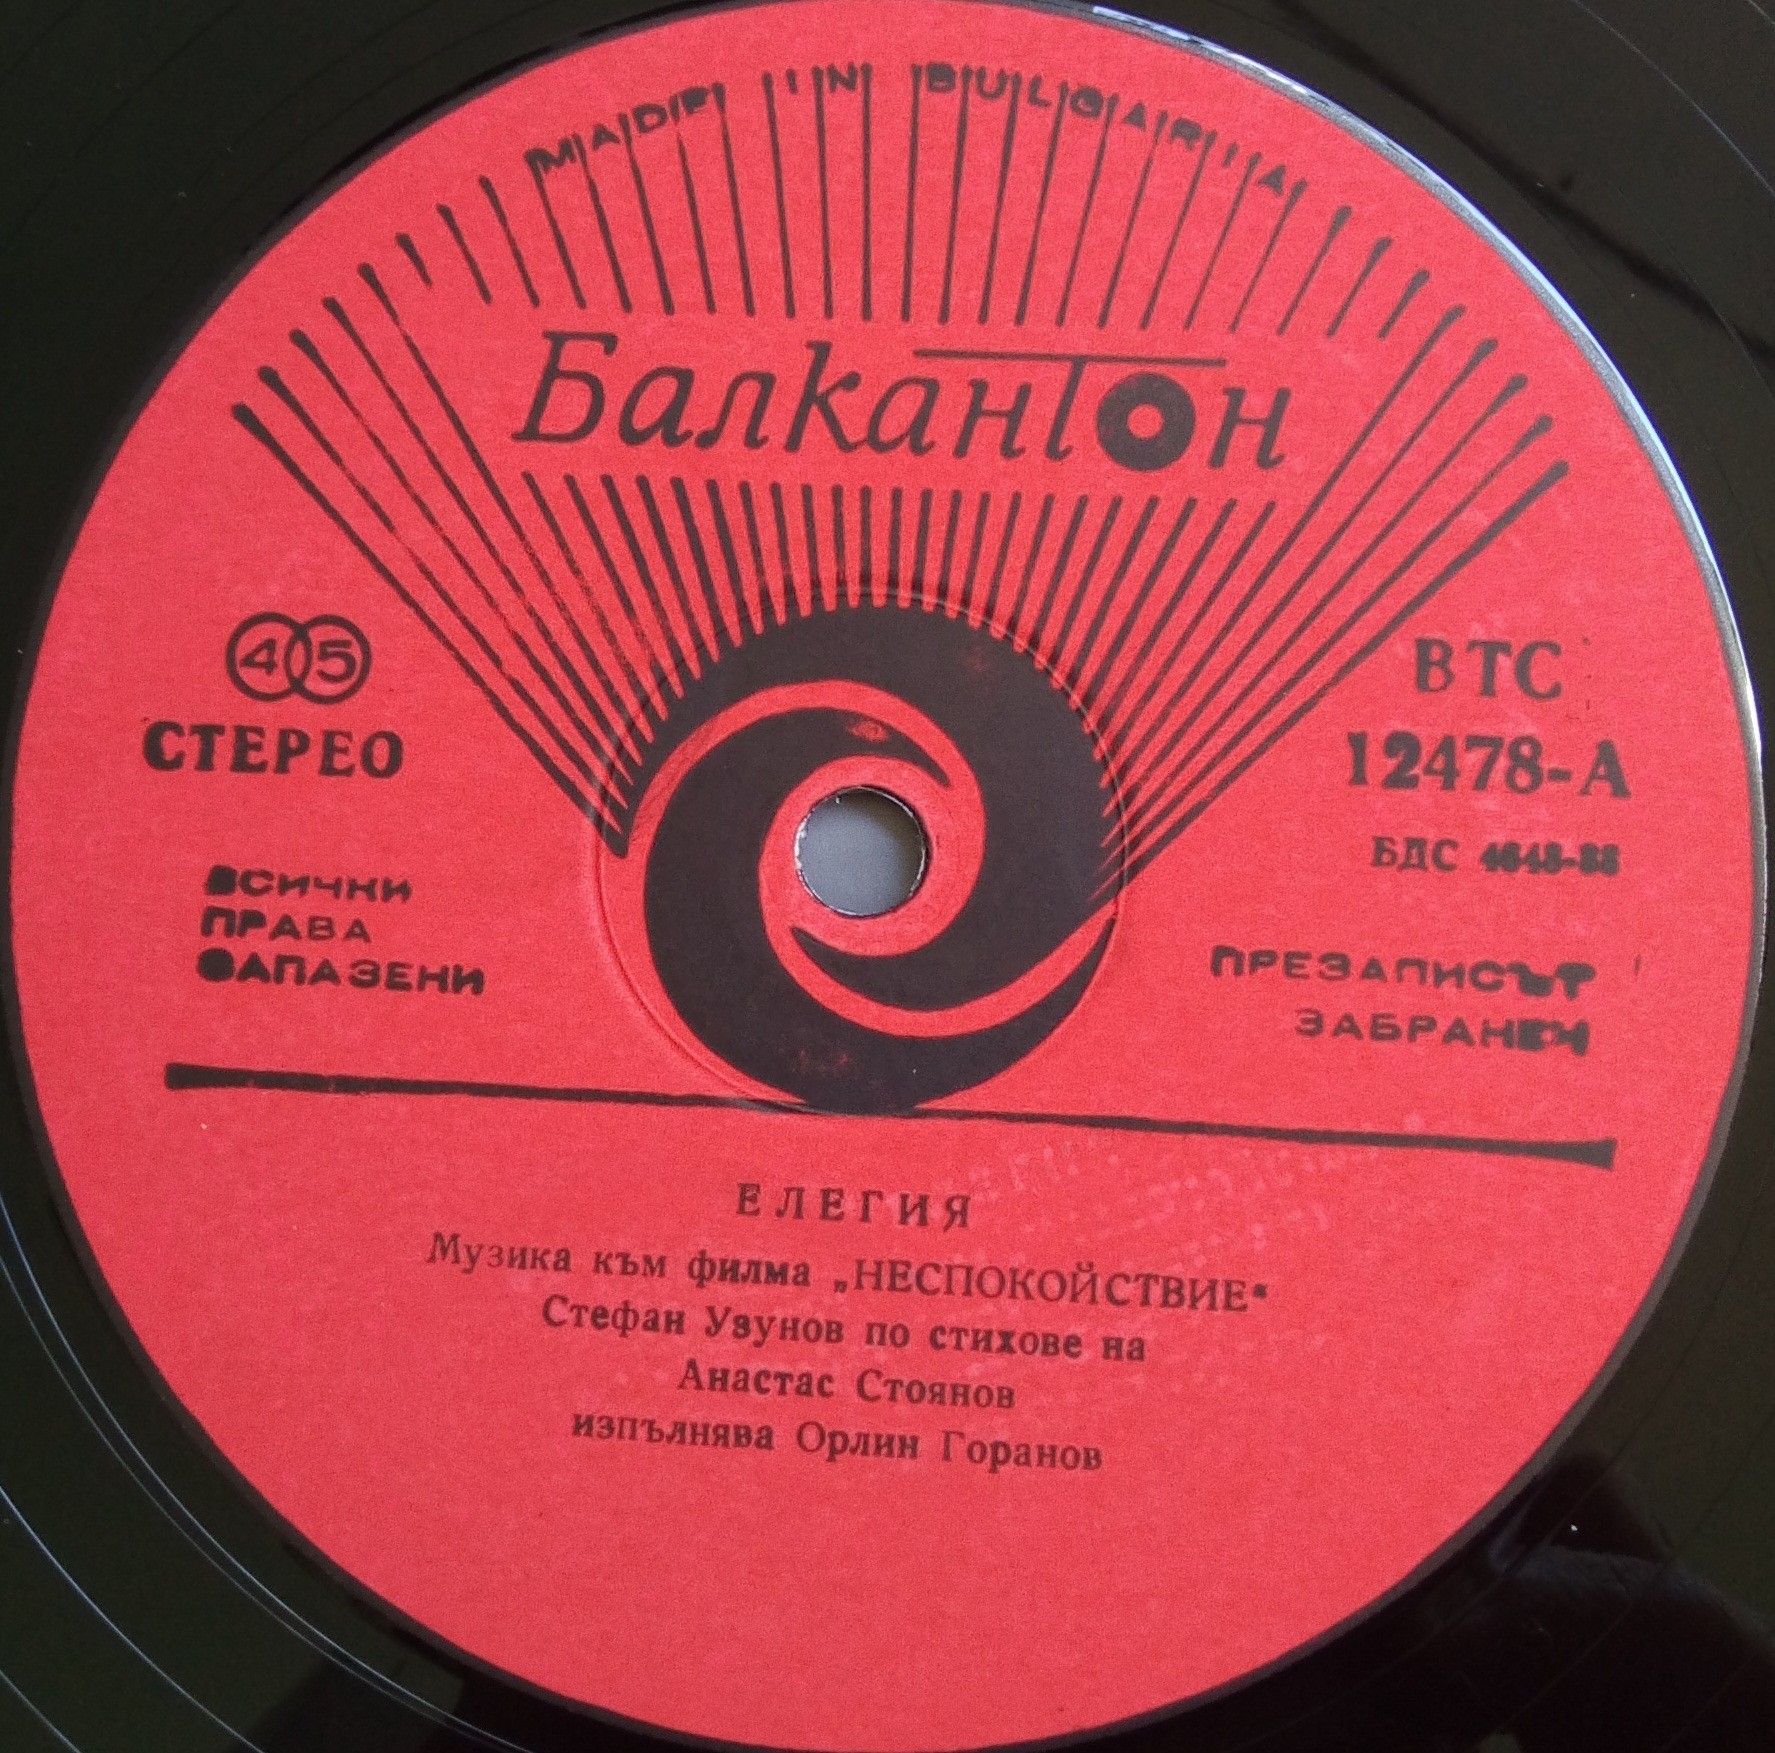 MADE IN BULGARIA
Балкантон
45
СТЕРЕО
ВТС
12478-А
БДС
ВСИЧКИ
ПРАВА
ЗАПАЗЕНИ
ПРЕЗАПИСЪТ
ЗАБРАНЕН
ЕЛЕГИЯ
Музика към филма „НЕСПОКОЙСТВИЕ“
Стефан Узунов по стихове на
Анастас Стоянов
изпълнява Орлин Горанов